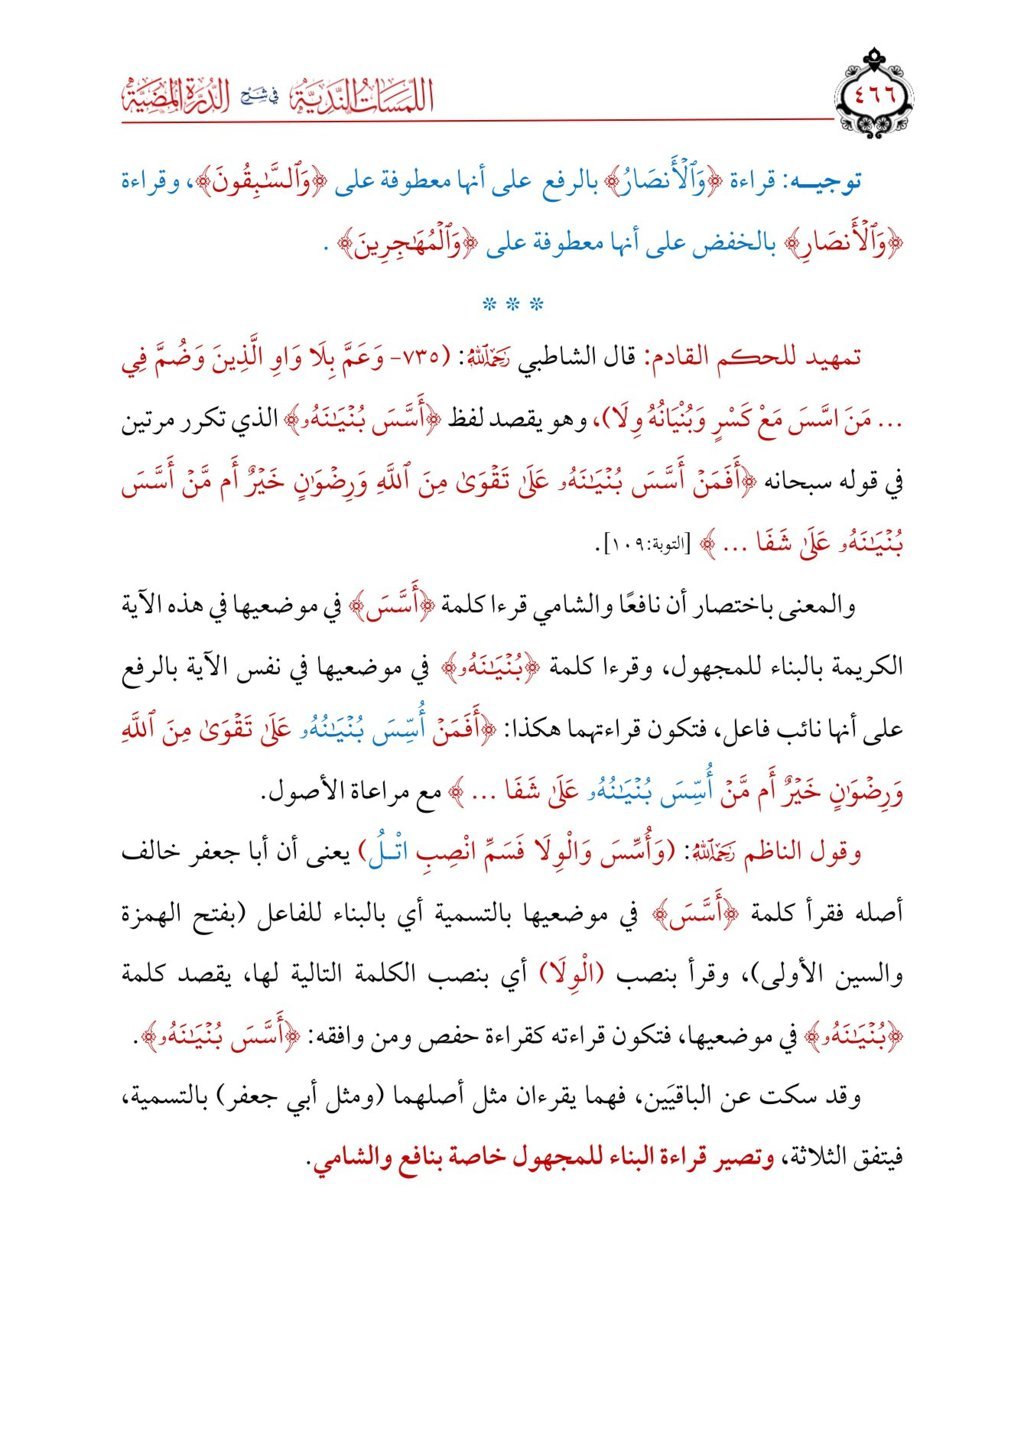 ٤٦٦
اللمسات الندية في شرح الدرة المضية
توجيـه: قراءة ﴿وَٱلۡأَنصَارُ﴾ بالرفع على أنها معطوفة على ﴿وَٱلسَّٰبِقُونَ﴾، وقراءة
﴿وَٱلۡأَنصَارِ﴾ بالخفض على أنها معطوفة على ﴿وَٱلۡمُهَٰجِرِينَ﴾ .
* * *
تمهيد للحكم القادم: قال الشاطبي رَحِمَهُ ٱللَّهُ: (٧٣٥- وَعَمَّ بِلَا وَاوِ الَّذِينَ وَضُمَّ فِي
... مَنَ اسَّسَ مَعْ كَسْرٍ وَبُنْيَانُهُ وِلَا)، وهو يقصد لفظ ﴿أَسَّسَ بُنۡيَٰنَهُۥ﴾ الذي تكرر مرتين
في قوله سبحانه ﴿أَفَمَنۡ أَسَّسَ بُنۡيَٰنَهُۥ عَلَىٰ تَقۡوَىٰ مِنَ ٱللَّهِ وَرِضۡوَٰنٍ خَيۡرٌ أَم مَّنۡ أَسَّسَ
بُنۡيَٰنَهُۥ عَلَىٰ شَفَا ... ﴾ [التوبة:١٠٩].
والمعنى باختصار أن نافعًا والشامي قرءا كلمة ﴿أَسَّسَ﴾ في موضعيها في هذه الآية
الكريمة بالبناء للمجهول، وقرءا كلمة ﴿بُنۡيَٰنَهُۥ﴾ في موضعيها في نفس الآية بالرفع
على أنها نائب فاعل، فتكون قراءتهما هكذا: ﴿أَفَمَنۡ أُسِّسَ بُنۡيَٰنُهُۥ عَلَىٰ تَقۡوَىٰ مِنَ ٱللَّهِ
وَرِضۡوَٰنٍ خَيۡرٌ أَم مَّنۡ أُسِّسَ بُنۡيَٰنُهُۥ عَلَىٰ شَفَا ... ﴾ مع مراعاة الأصول.
وقول الناظم رَحِمَهُ ٱللَّهُ: (وَأُسِّسَ وَالْوِلَا فَسَمِّ انْصِبِ اتْـلُ) يعنى أن أبا جعفر خالف
أصله فقرأ كلمة ﴿أَسَّسَ﴾ في موضعيها بالتسمية أي بالبناء للفاعل (بفتح الهمزة
والسين الأولى)، وقرأ بنصب (الْوِلَا) أي بنصب الكلمة التالية لها، يقصد كلمة
﴿بُنۡيَٰنَهُۥ﴾ في موضعيها، فتكون قراءته كقراءة حفص ومن وافقه: ﴿أَسَّسَ بُنۡيَٰنَهُۥ﴾.
وقد سكت عن الباقيَين، فهما يقرءان مثل أصلهما (ومثل أبي جعفر) بالتسمية،
فيتفق الثلاثة، وتصير قراءة البناء للمجهول خاصة بنافع والشامي.